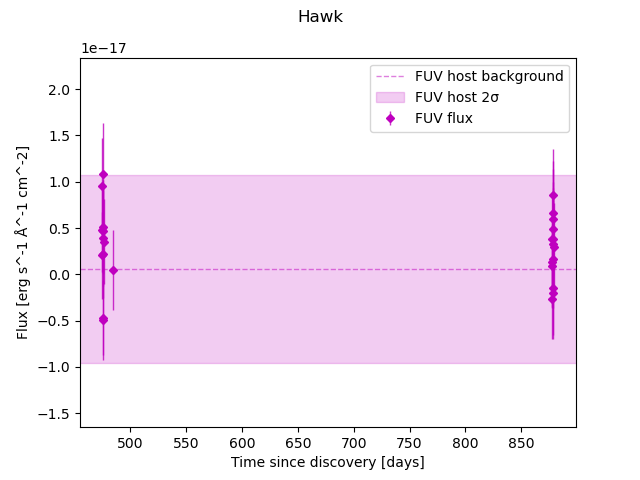 Hawk
1e−17
FUV host background
FUV host 2σ
FUV flux
2.0
1.5
1.0
0.5
0.0
−0.5
−1.0
−1.5
Flux [erg s^-1 Å^-1 cm^-2]
500 550 600 650 700 750 800 850
Time since discovery [days]